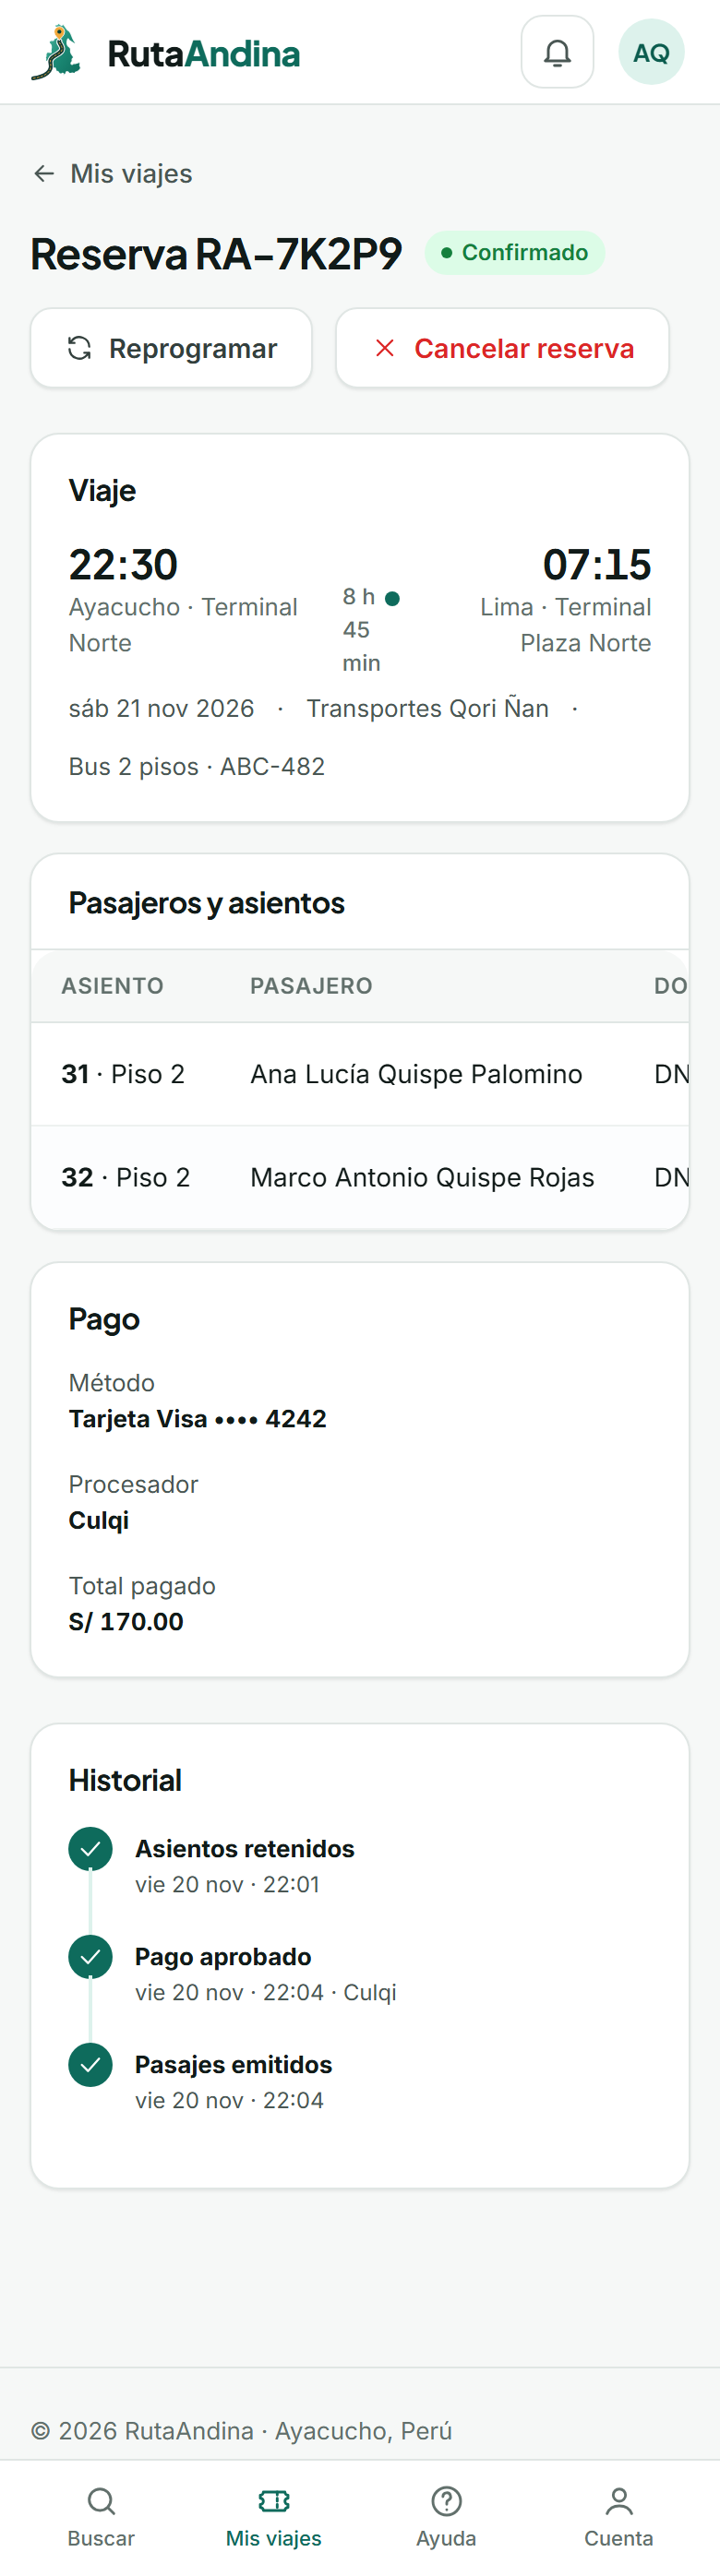 RutaAndina
AQ
← Mis viajes
Reserva RA-7K2P9
Confirmado
Reprogramar
Cancelar reserva
Viaje
22:30
Ayacucho · Terminal
Norte
8 h
45
min
07:15
Lima · Terminal
Plaza Norte
sáb 21 nov 2026 · Transportes Qori Ñan ·
Bus 2 pisos · ABC-482
Pasajeros y asientos
ASIENTO PASAJERO DO
31 · Piso 2 Ana Lucía Quispe Palomino DN
32 · Piso 2 Marco Antonio Quispe Rojas DN
Pago
Método
Tarjeta Visa •••• 4242
Procesador
Culqi
Total pagado
S/ 170.00
Historial
Asientos retenidos
vie 20 nov · 22:01
Pago aprobado
vie 20 nov · 22:04 · Culqi
Pasajes emitidos
vie 20 nov · 22:04
© 2026 RutaAndina · Ayacucho, Perú
Buscar
Mis viajes
Ayuda
Cuenta